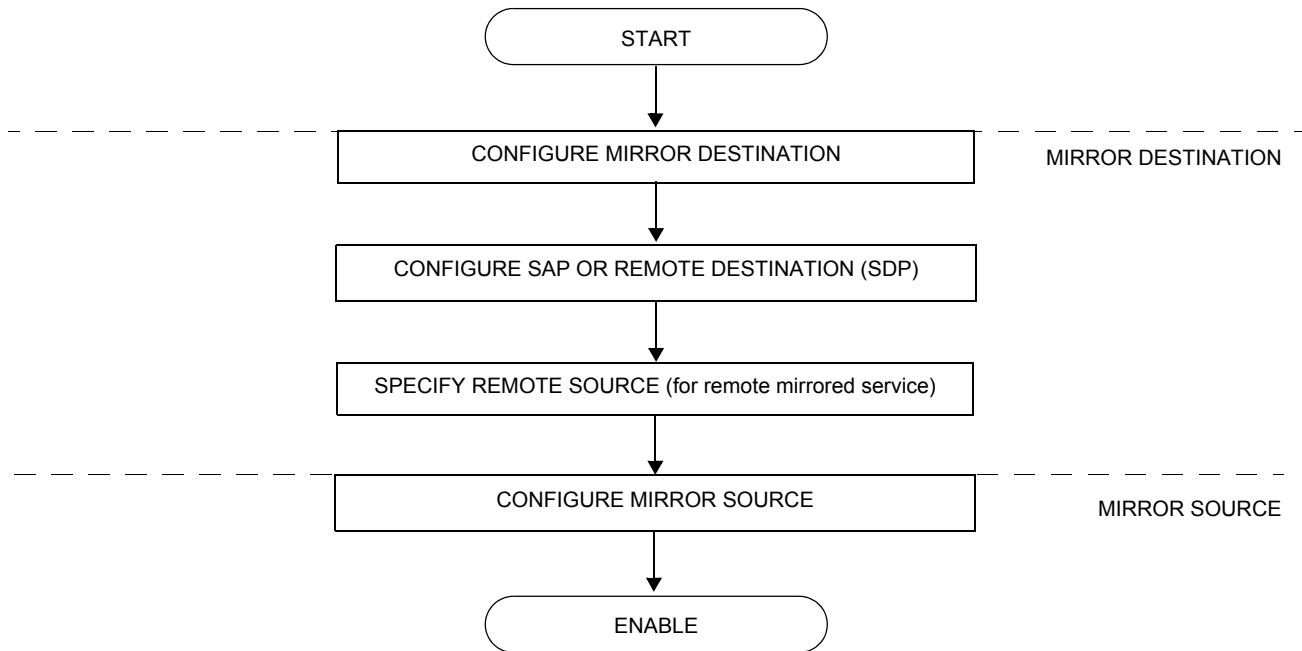 START
CONFIGURE MIRROR DESTINATION
MIRROR DESTINATION
CONFIGURE SAP OR REMOTE DESTINATION (SDP)
SPECIFY REMOTE SOURCE (for remote mirrored service)
CONFIGURE MIRROR SOURCE
MIRROR SOURCE
ENABLE